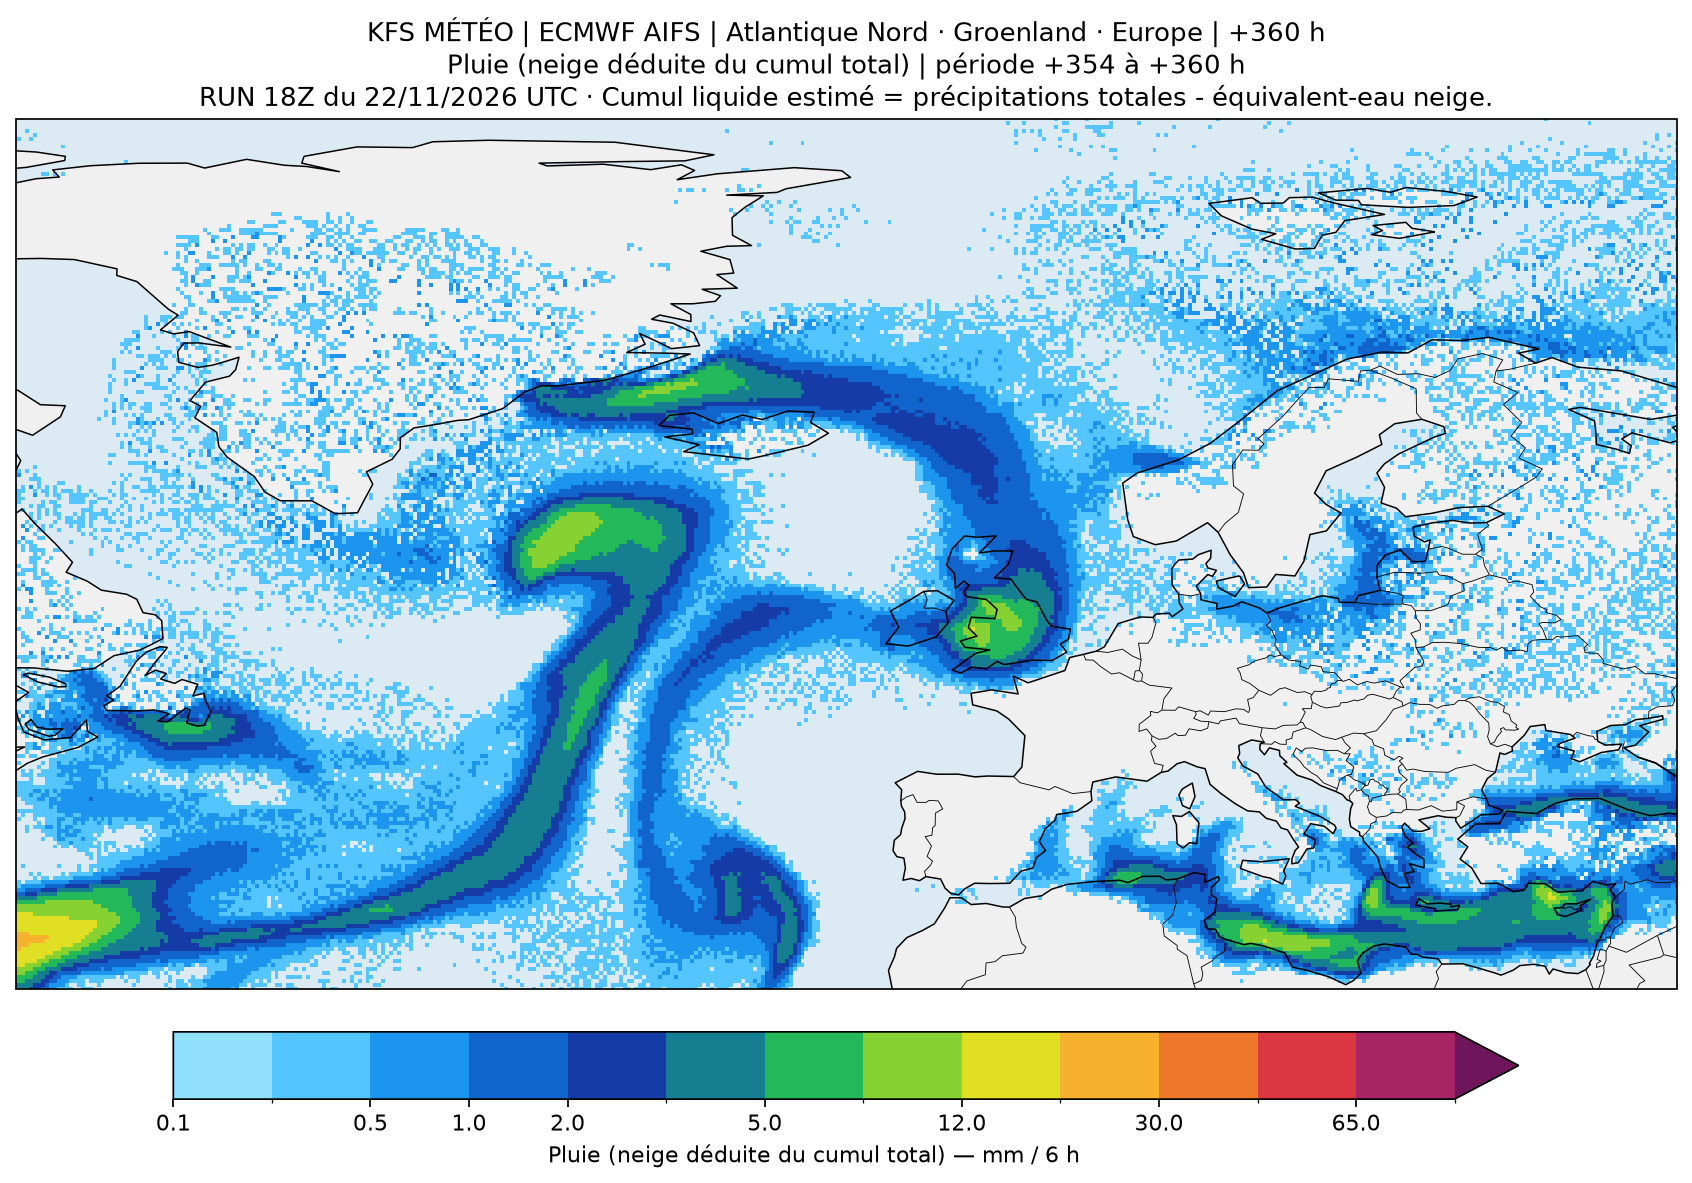 KFS MÉTÉO | ECMWF AIFS | Atlantique Nord · Groenland · Europe | +360 h
Pluie (neige déduite du cumul total) | période +354 à +360 h
RUN 18Z du 22/11/2026 UTC · Cumul liquide estimé = précipitations totales - équivalent-eau neige.
0.1 0.5 1.0 2.0 5.0 12.0 30.0 65.0
Pluie (neige déduite du cumul total) — mm / 6 h